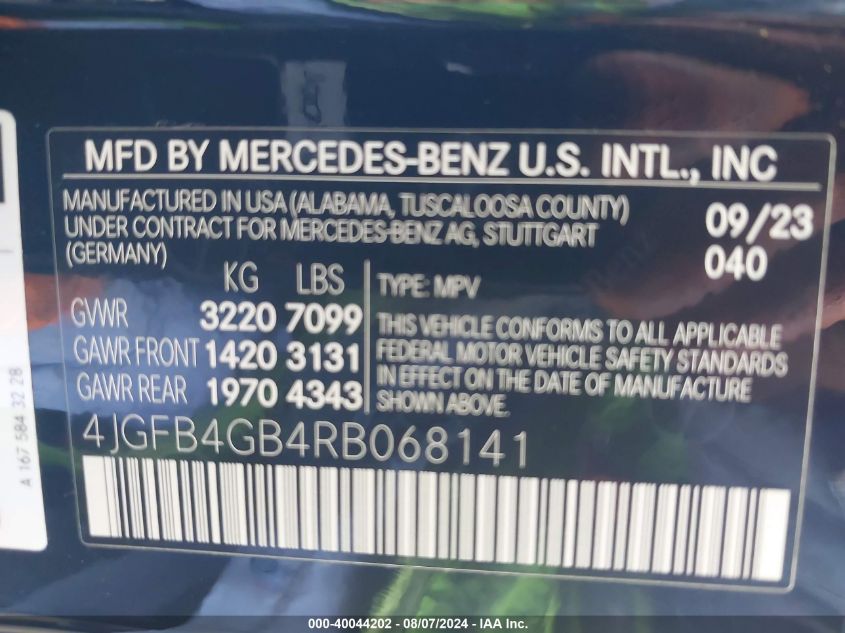 MFD BY MERCEDES-BENZ U.S. INTL., INC
MANUFACTURED IN USA (ALABAMA, TUSCALOOSA COUNTY)
UNDER CONTRACT FOR MERCEDES-BENZ AG, STUTTGART
(GERMANY)
09/23
040
KG LBS
GVWR 3220 7099
GAWR FRONT 1420 3131
GAWR REAR 1970 4343
TYPE: MPV
THIS VEHICLE CONFORMS TO ALL APPLICABLE
FEDERAL MOTOR VEHICLE SAFETY STANDARDS
IN EFFECT ON THE DATE OF MANUFACTURE
SHOWN ABOVE.
4JGFB4GB4RB068141
A 167 584 32 28
000-40044202 - 08/07/2024 - IAA Inc.